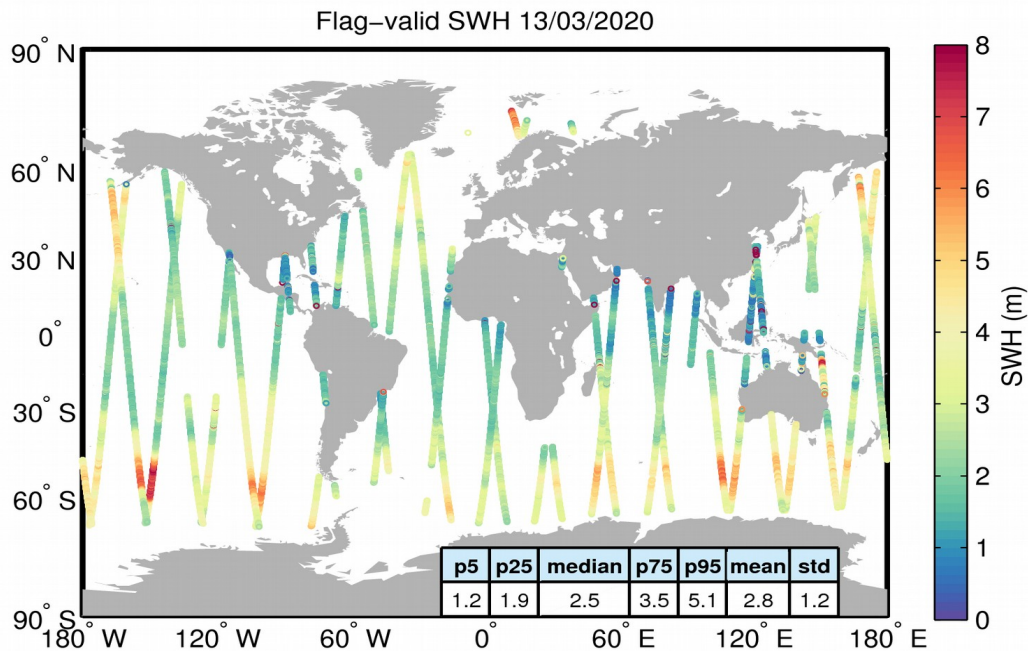 Flag−valid SWH 13/03/2020
90° N
60° N
30° N
0°
30° S
60° S
90° S
180° W
120° W
60° W
0°
60° E
120° E
180° E
8
7
6
5
4
3
2
1
0
SWH (m)
p5 p25 median p75 p95 mean std
1.2 1.9 2.5 3.5 5.1 2.8 1.2